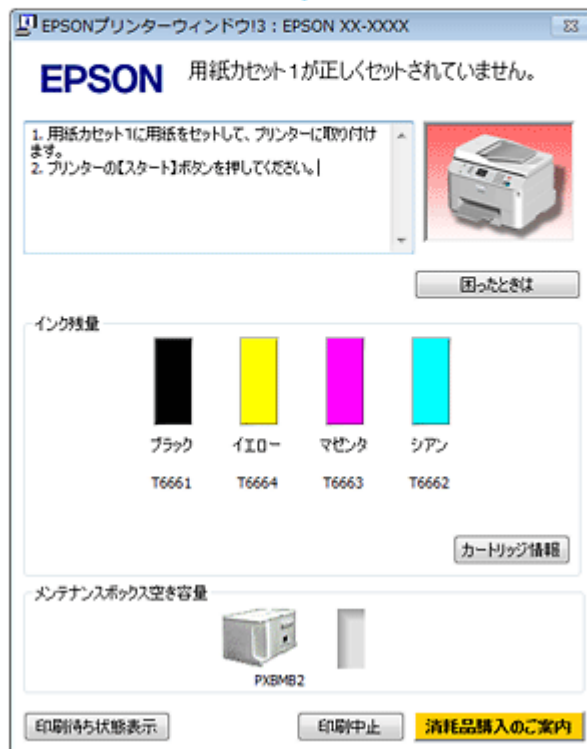 EPSONプリンターウィンドウ!3 : EPSON XX-XXXX
EPSON
用紙カセット1が正しくセットされていません。
1. 用紙カセット1に用紙をセットして、プリンターに取り付け
ます。
2. プリンターの【スタート】ボタンを押してください。
困ったときは
インク残量
ブラック イエロー マゼンタ シアン
T6661 T6664 T6663 T6662
カートリッジ情報
メンテナンスボックス空き容量
PXBMB2
印刷待ち状態表示 印刷中止 消耗品購入のご案内